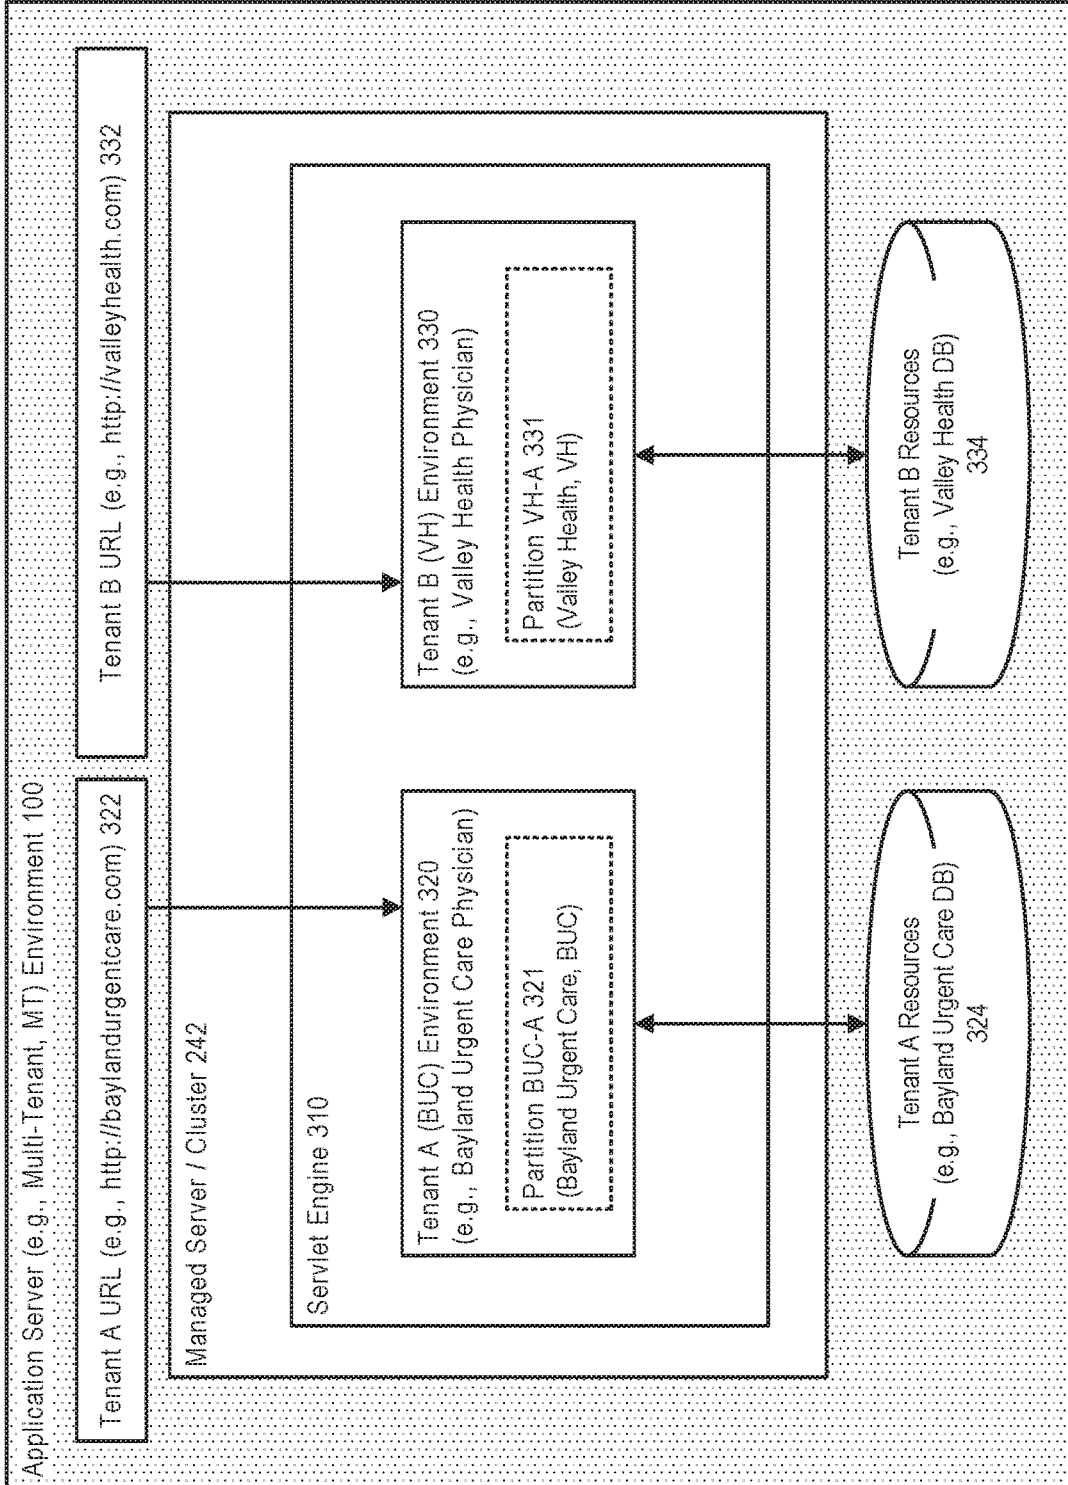 Application Server (e.g., Multi-Tenant, MT) Environment 100
Tenant A URL (e.g., http://baylandurgentcare.com) 322
Tenant B URL (e.g., http://valleyhealth.com) 332
Managed Server / Cluster 242
Servlet Engine 310
Tenant A (BUC) Environment 320
(e.g., Bayland Urgent Care Physician)
Partition BUC-A 321
(Bayland Urgent Care, BUC)
Tenant B (VH) Environment 330
(e.g., Valley Health Physician)
Partition VH-A 331
(Valley Health, VH)
Tenant A Resources
(e.g., Bayland Urgent Care DB)
324
Tenant B Resources
(e.g., Valley Health DB)
334